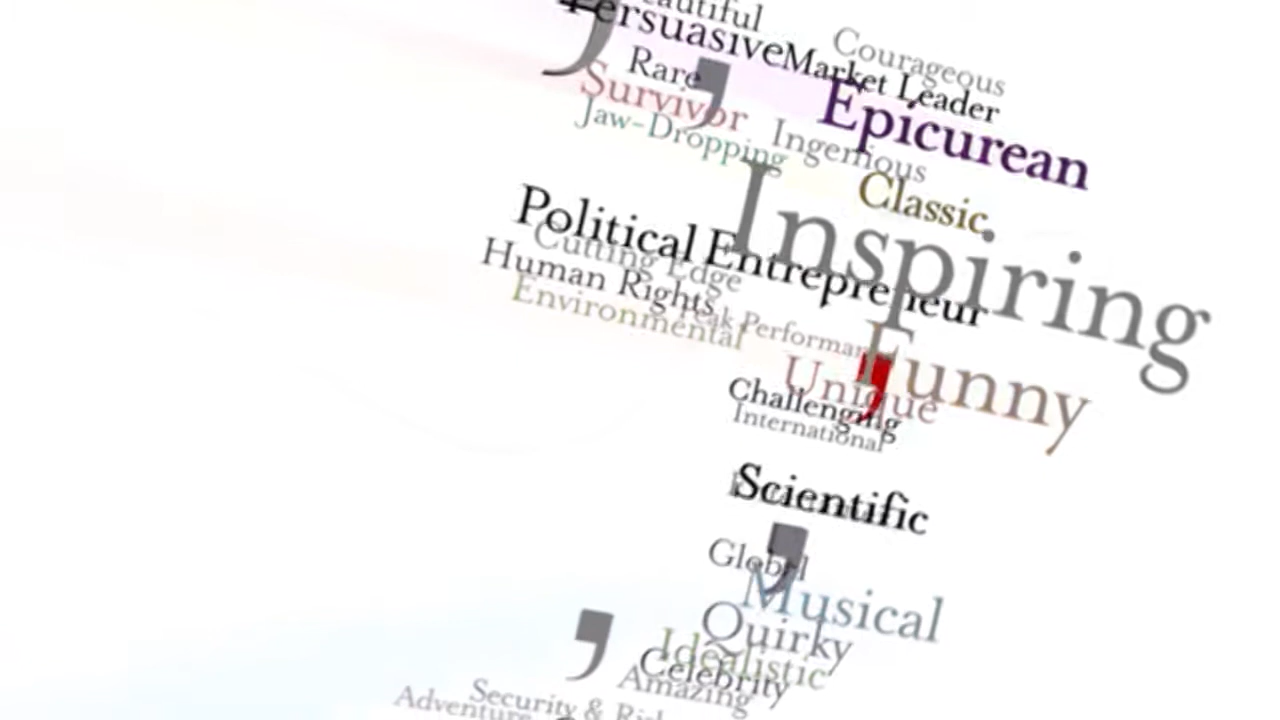 Persuasive
Market Leader
Courageous
Rare
Survivor
Epicurean
Jaw-Dropping
Ingenious
Classic
Inspiring
Political
Entrepreneur
Cutting Edge
Human Rights
Environmental
Funny
Unique
Challenging
International
Scientific
Global
Musical
Quirky
Idealistic
Celebrity
Amazing
Security &
Adventure